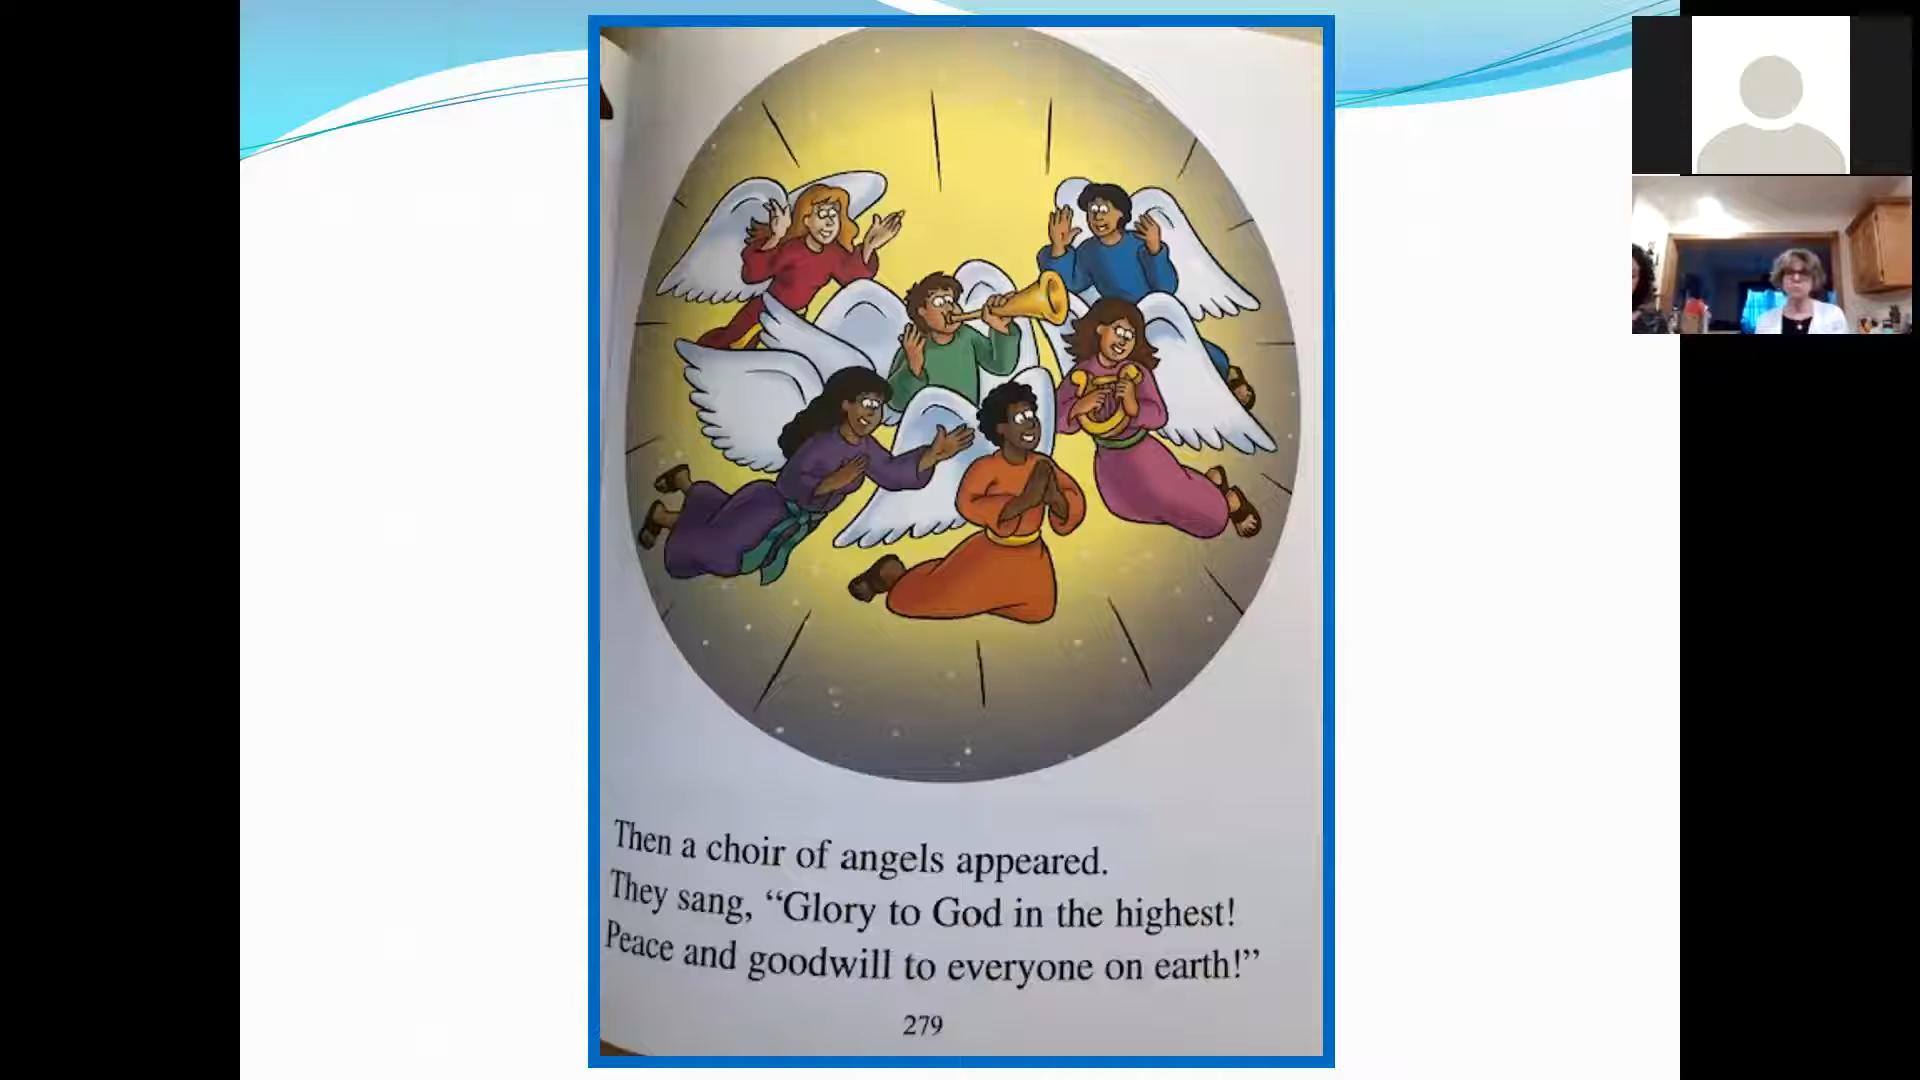 Then a choir of angels appeared.
They sang, “Glory to God in the highest!
Peace and goodwill to everyone on earth!”
279